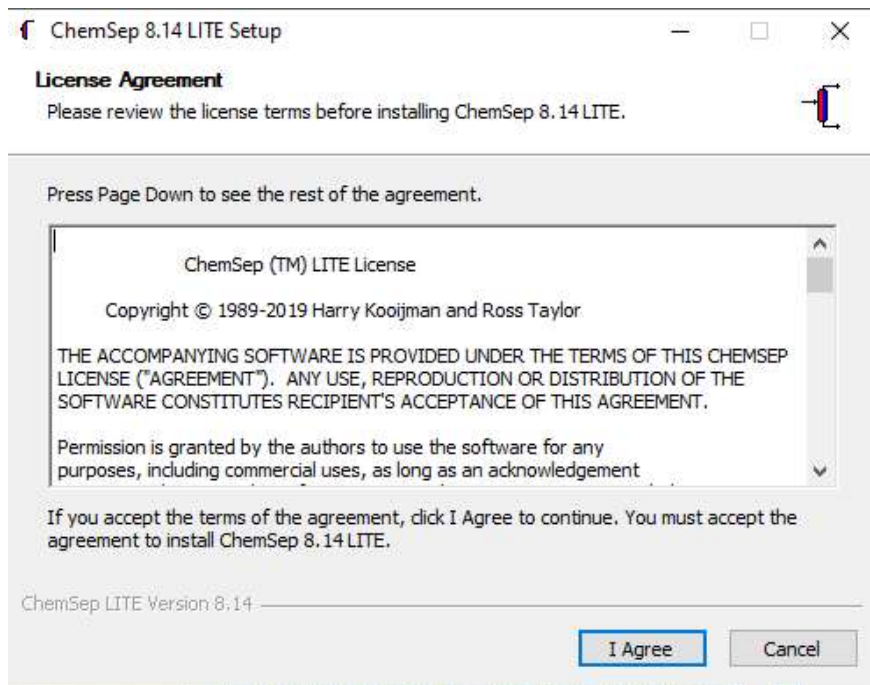 ChemSep 8.14 LITE Setup
License Agreement
Please review the license terms before installing ChemSep 8.14 LITE.
Press Page Down to see the rest of the agreement.
ChemSep (TM) LITE License
Copyright © 1989-2019 Harry Kooijman and Ross Taylor
THE ACCOMPANYING SOFTWARE IS PROVIDED UNDER THE TERMS OF THIS CHEMSEP
LICENSE ("AGREEMENT"). ANY USE, REPRODUCTION OR DISTRIBUTION OF THE
SOFTWARE CONSTITUTES RECIPIENT'S ACCEPTANCE OF THIS AGREEMENT.
Permission is granted by the authors to use the software for any
purposes, including commercial uses, as long as an acknowledgement
If you accept the terms of the agreement, click I Agree to continue. You must accept the
agreement to install ChemSep 8.14 LITE.
ChemSep LITE Version 8.14
I Agree
Cancel